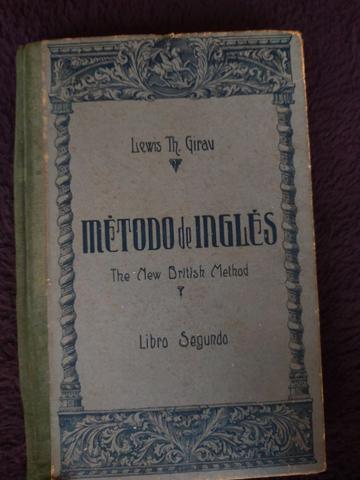 Lewis Th. Girau
MÉTODO de INGLÉS
The New British Method
Libro Segundo